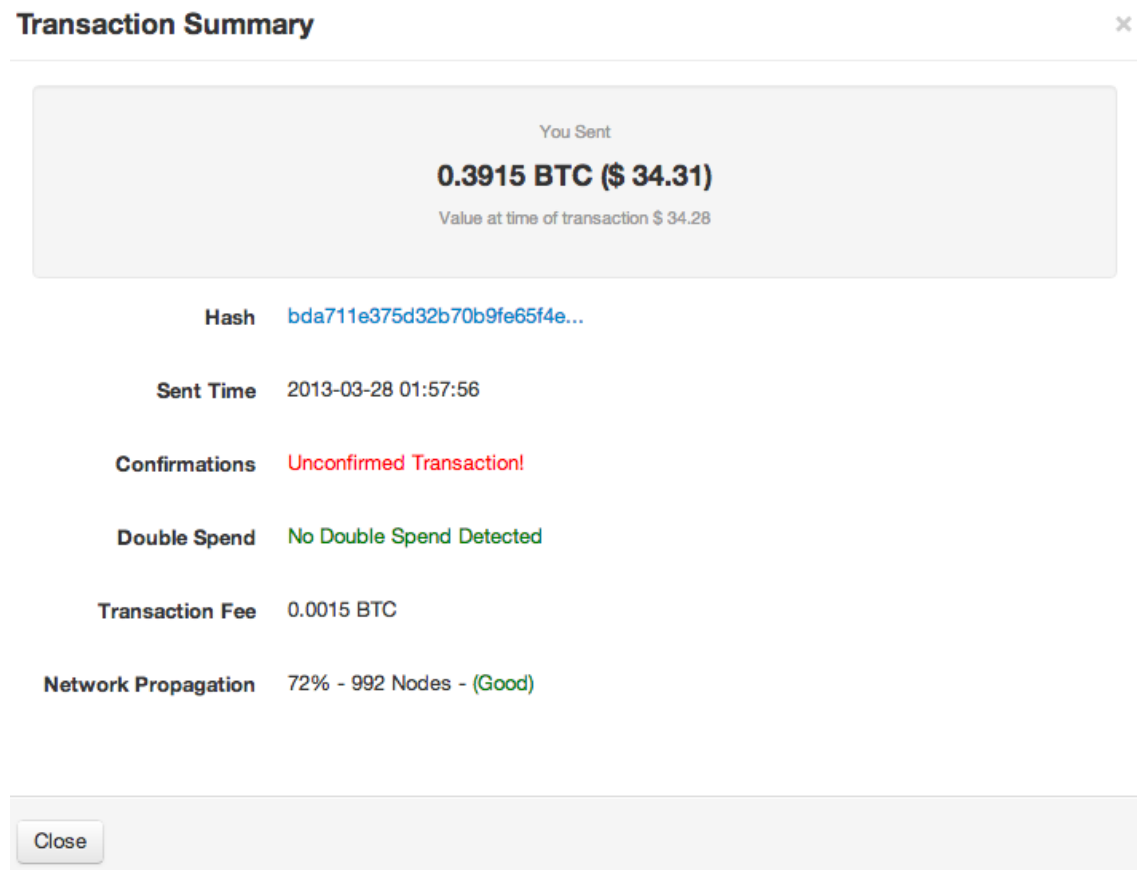 Transaction Summary ×
You Sent
0.3915 BTC ($ 34.31)
Value at time of transaction $ 34.28
Hash bda711e375d32b70b9fe65f4e...
Sent Time 2013-03-28 01:57:56
Confirmations Unconfirmed Transaction!
Double Spend No Double Spend Detected
Transaction Fee 0.0015 BTC
Network Propagation 72% - 992 Nodes - (Good)
Close